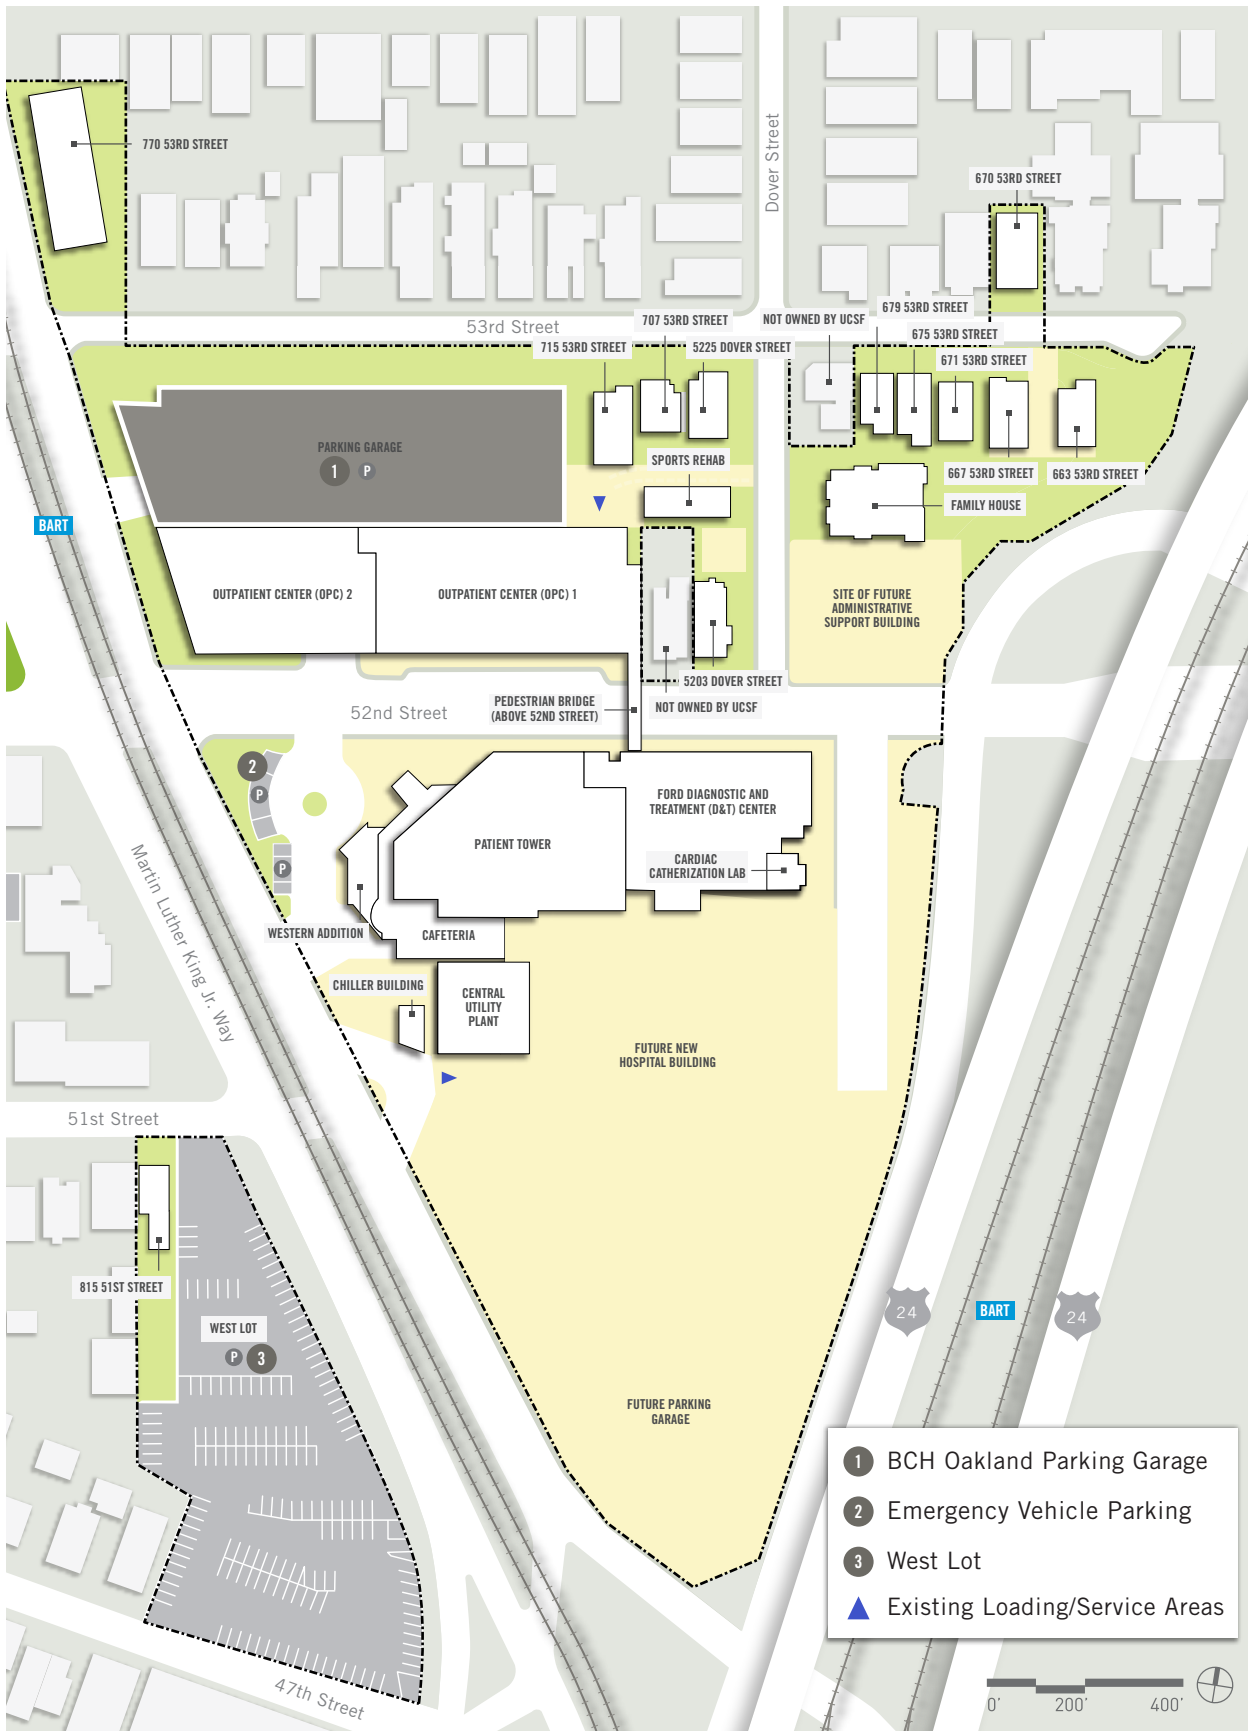 770 53RD STREET
Dover Street
670 53RD STREET
679 53RD STREET
707 53RD STREET
NOT OWNED BY UCSF
53rd Street
675 53RD STREET
715 53RD STREET
5225 DOVER STREET
671 53RD STREET
PARKING GARAGE
1 P
SPORTS REHAB
667 53RD STREET
663 53RD STREET
FAMILY HOUSE
BART
OUTPATIENT CENTER (OPC) 2
OUTPATIENT CENTER (OPC) 1
SITE OF FUTURE
ADMINISTRATIVE
SUPPORT BUILDING
5203 DOVER STREET
PEDESTRIAN BRIDGE
(ABOVE 52ND STREET)
NOT OWNED BY UCSF
52nd Street
2
P
FORD DIAGNOSTIC AND
TREATMENT (D&T) CENTER
PATIENT TOWER
CARDIAC
CATHERIZATION LAB
P
WESTERN ADDITION
CAFETERIA
Martin Luther King Jr. Way
CHILLER BUILDING
CENTRAL
UTILITY
PLANT
FUTURE NEW
HOSPITAL BUILDING
51st Street
815 51ST STREET
WEST LOT
P 3
24
BART
24
FUTURE PARKING
GARAGE
1 BCH Oakland Parking Garage
2 Emergency Vehicle Parking
3 West Lot
Existing Loading/Service Areas
47th Street
0' 200' 400'